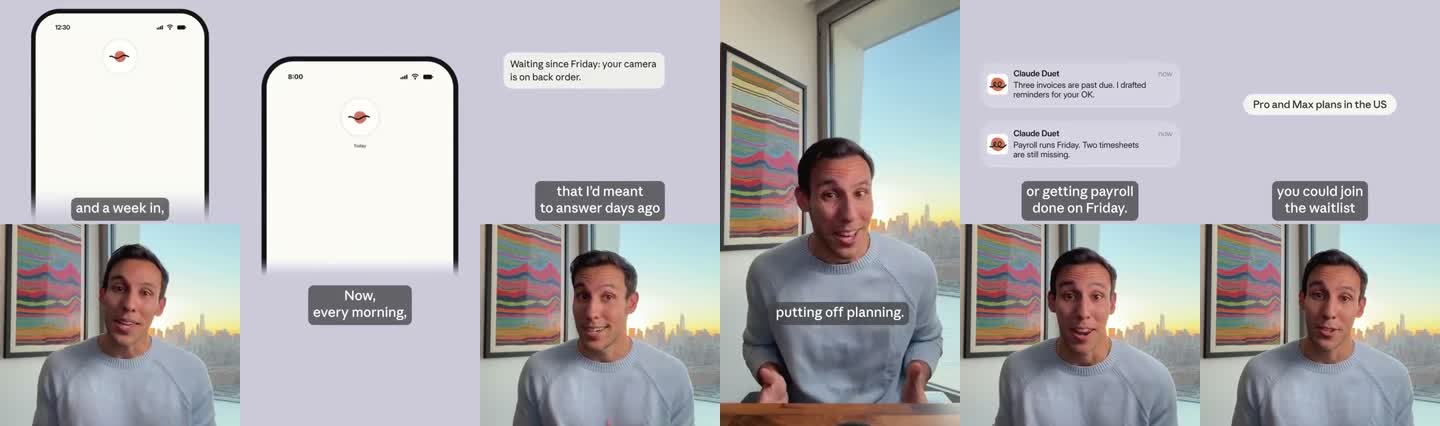 12:30
and a week in,
8:00
Today
Now,
every morning,
Waiting since Friday: your camera
is on back order.
that I'd meant
to answer days ago
putting off planning.
Claude Duet
now
Three invoices are past due. I drafted
reminders for your OK.
Claude Duet
now
Payroll runs Friday. Two timesheets
are still missing.
or getting payroll
done on Friday.
Pro and Max plans in the US
you could join
the waitlist